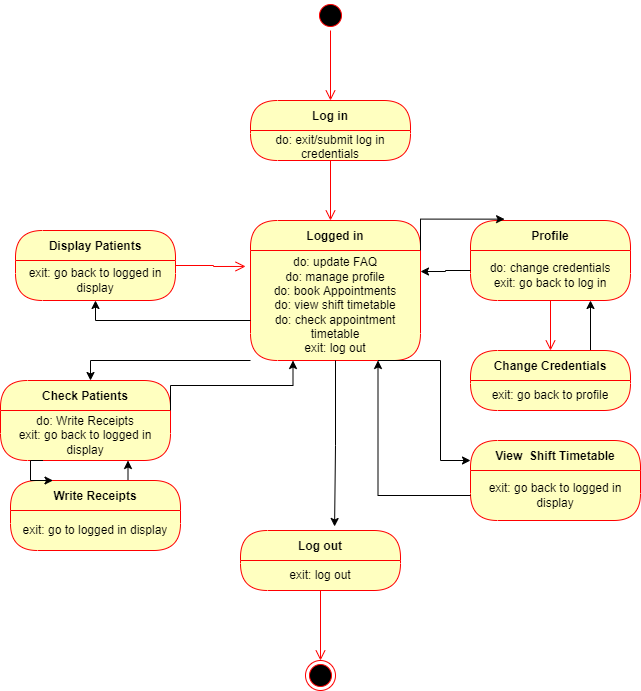 Log in
do: exit/submit log in
credentials
Logged in
do: update FAQ
do: manage profile
do: book Appointments
do: view shift timetable
do: check appointment
timetable
exit: log out
Display Patients
exit: go back to logged in
display
Profile
do: change credentials
exit: go back to log in
Change Credentials
exit: go back to profile
Check Patients
do: Write Receipts
exit: go back to logged in
display
Write Receipts
exit: go to logged in display
View Shift Timetable
exit: go back to logged in
display
Log out
exit: log out